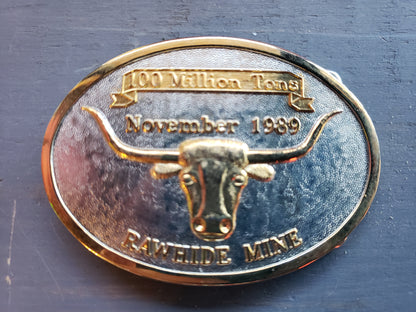 100 Million Tons
November 1989
RAWHIDE MINE